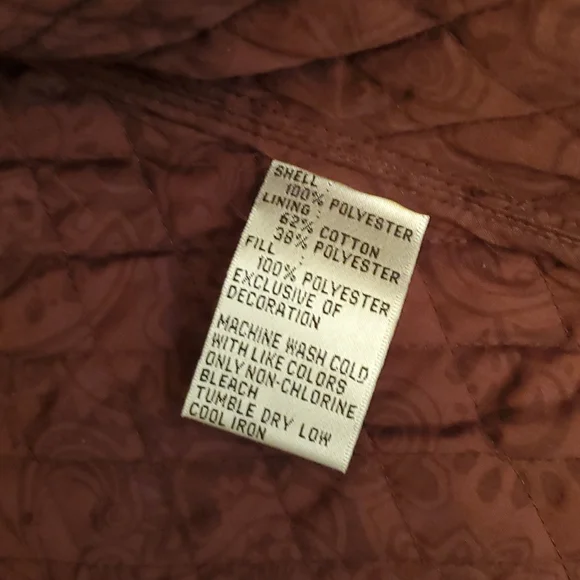 SHELL :
100% POLYESTER
LINING :
62% COTTON
38% POLYESTER
FILL :
100% POLYESTER
EXCLUSIVE OF
DECORATION
MACHINE WASH COLD
WITH LIKE COLORS
ONLY NON-CHLORINE
BLEACH
TUMBLE DRY LOW
COOL IRON